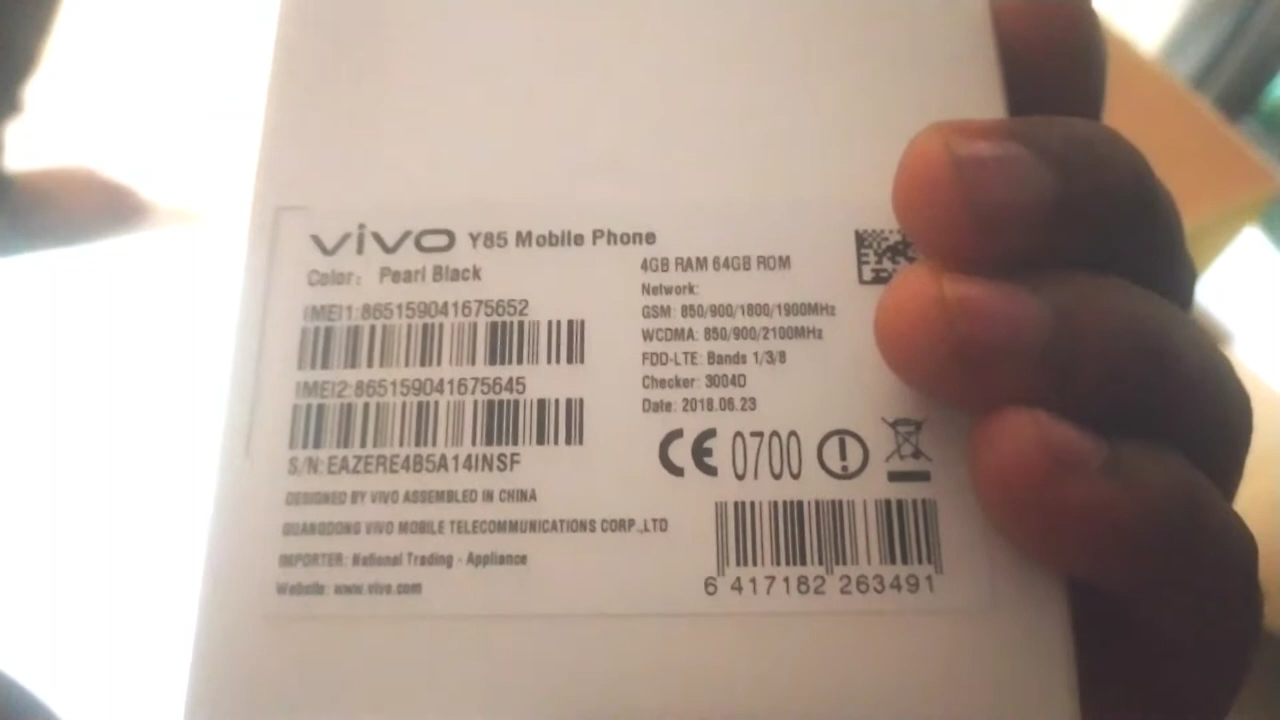 vivo Y85 Mobile Phone
Color: Pearl Black
IMEI1:865159041675652
IMEI2:865159041675645
S/N:EAZERE4B5A14INSF
DESIGNED BY VIVO ASSEMBLED IN CHINA
GUANGDONG VIVO MOBILE TELECOMMUNICATIONS CORP.,LTD
IMPORTER: National Trading - Appliance
Website: www.vivo.com
4GB RAM 64GB ROM
Network:
GSM: 850/900/1800/1900MHz
WCDMA: 850/900/2100MHz
FDD-LTE: Bands 1/3/8
Checker: 3004D
Date: 2018.06.23
CE 0700
6 417182 263491